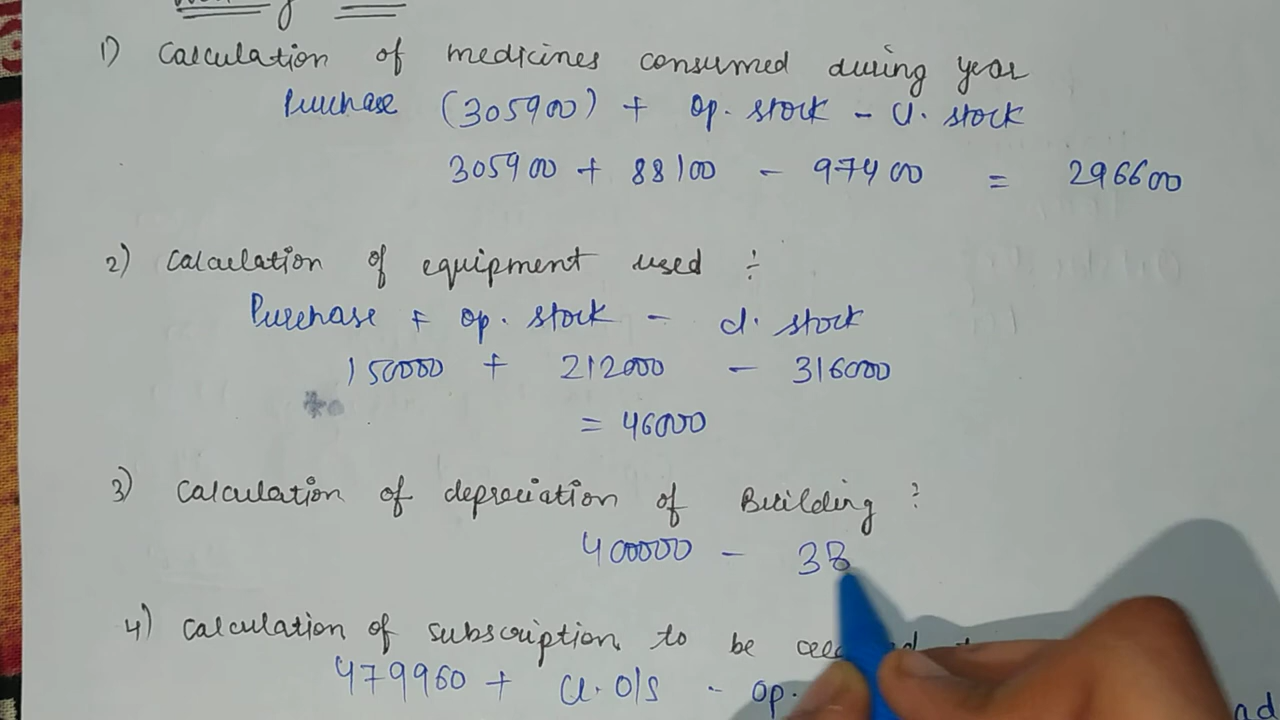 1) Calculation of medicines consumed during year
Purchase (305900) + Op. stock - Cl. stock
305900 + 88100 - 97400 = 296600
2) Calculation of equipment used ÷
Purchase + op. stock - cl. stock
150000 + 212000 - 316000
= 46000
3) Calculation of depreciation of Building :
400000 - 38
4) Calculation of subscription to be
479960 + Cl. O/S - Op.